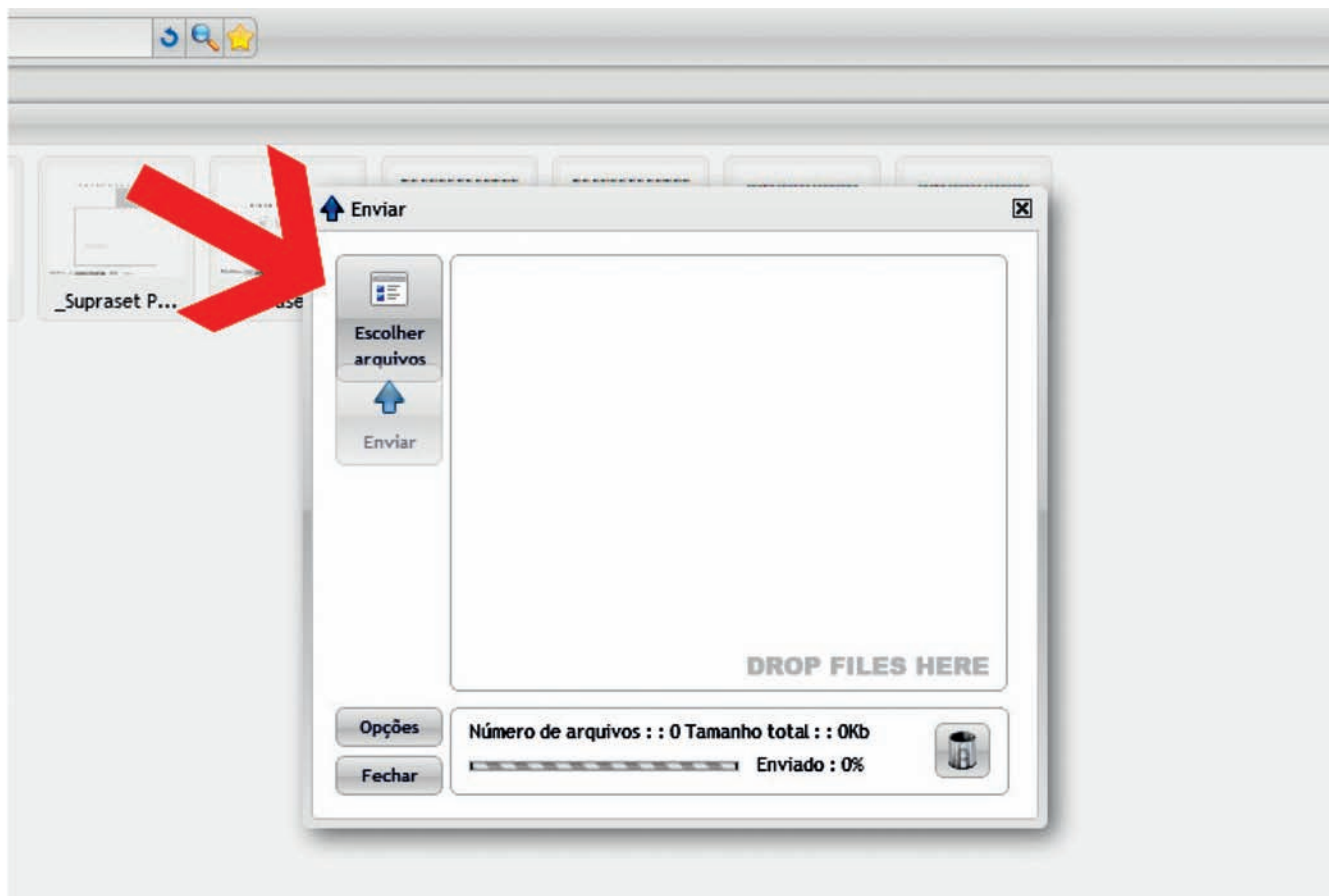 Enviar
_Supraset P...
Escolher
arquivos
Enviar
DROP FILES HERE
Opções
Número de arquivos : : 0 Tamanho total : : 0Kb
Enviado : 0%
Fechar